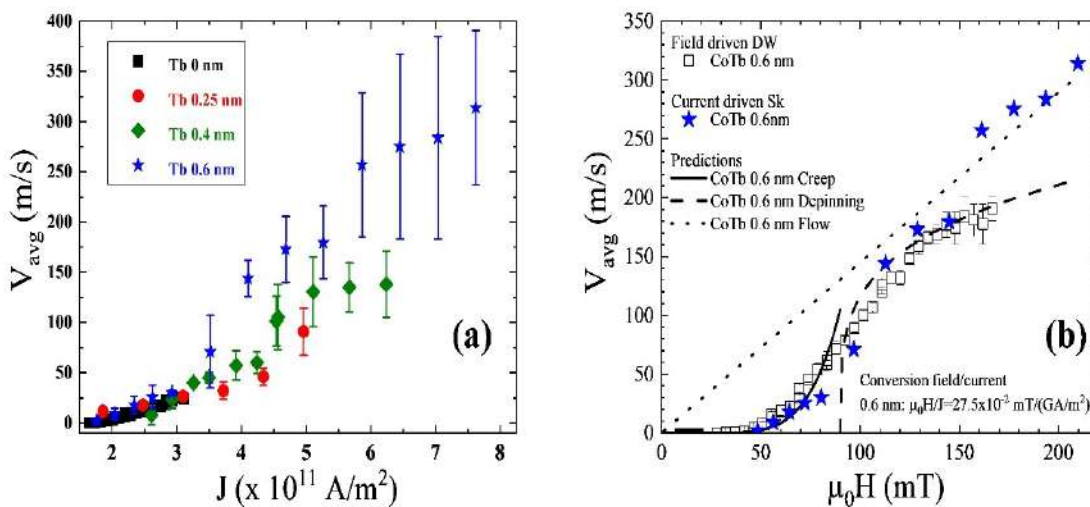 400
350
300
250
200
150
100
50
0
V_avg (m/s)
Tb 0 nm
Tb 0.25 nm
Tb 0.4 nm
Tb 0.6 nm
(a)
2 3 4 5 6 7 8
J (x 10^11 A/m^2)
350
300
250
200
150
100
50
0
V_avg (m/s)
Field driven DW
CoTb 0.6 nm
Current driven Sk
CoTb 0.6nm
Predictions
CoTb 0.6 nm Creep
CoTb 0.6 nm Depinning
CoTb 0.6 nm Flow
(b)
Conversion field/current
0.6 nm: μ₀H/J=27.5x10⁻² mT/(GA/m²)
0 50 100 150 200
μ₀H (mT)